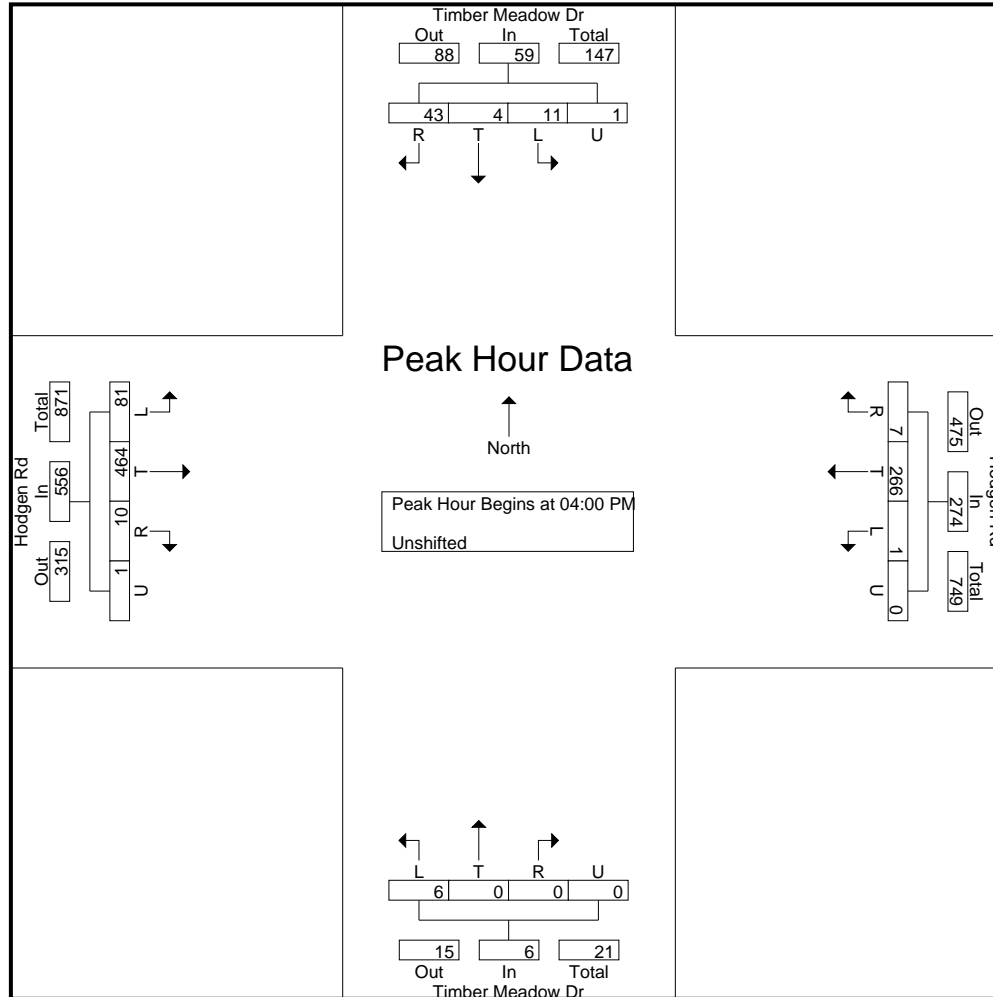 Timber Meadow Dr
Out In Total
88 59 147
43 4 11 1
R T L U
Peak Hour Data
North
Peak Hour Begins at 04:00 PM
Unshifted
Hodgen Rd
Total In Out
871 556 315
81 464 10 1
L T R U
Out In Total
475 274 749
7 266 1 0
R T L U
L T R U
6 0 0 0
15 6 21
Out In Total
Timber Meadow Dr